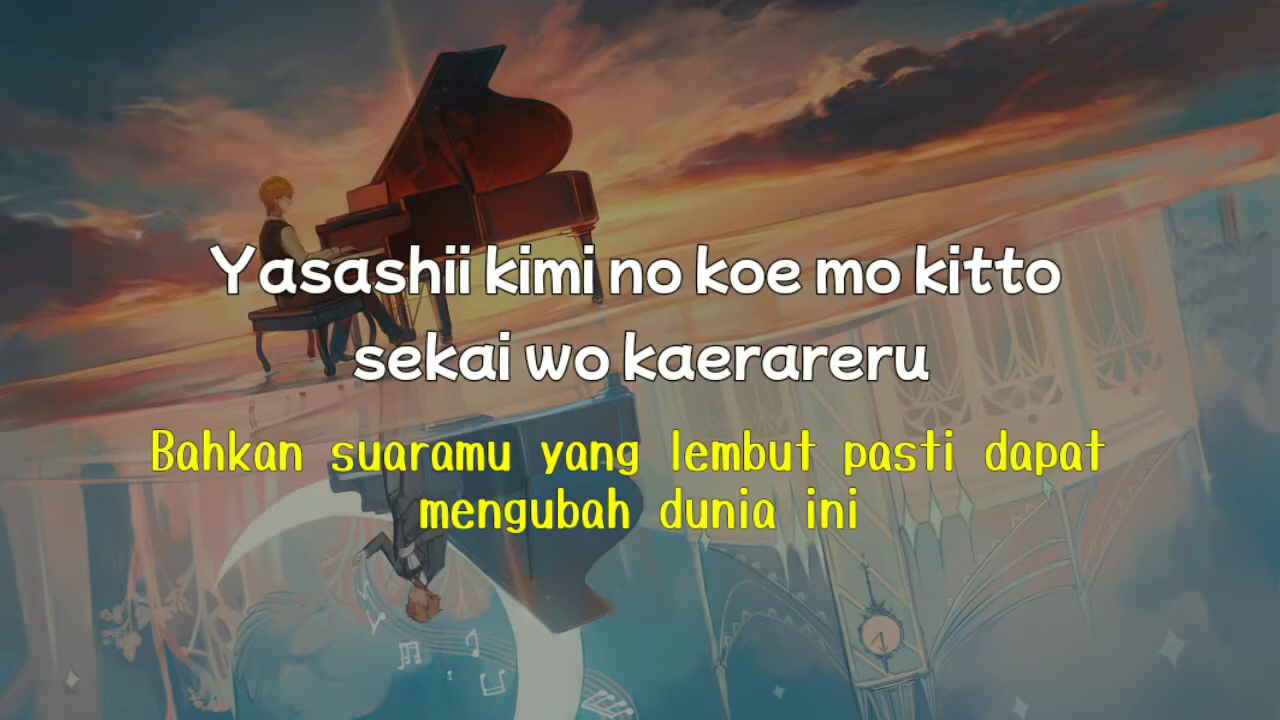 Yasashii kimi no koe mo kitto
sekai wo kaerareru
Bahkan suaramu yang lembut pasti dapat
mengubah dunia ini